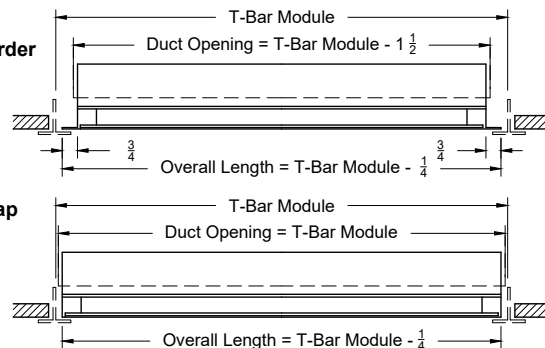 T-Bar Module
rder
Duct Opening = T-Bar Module - 1 1/2
3/4 3/4
Overall Length = T-Bar Module - 1/4
ap
T-Bar Module
Duct Opening = T-Bar Module
Overall Length = T-Bar Module - 1/4